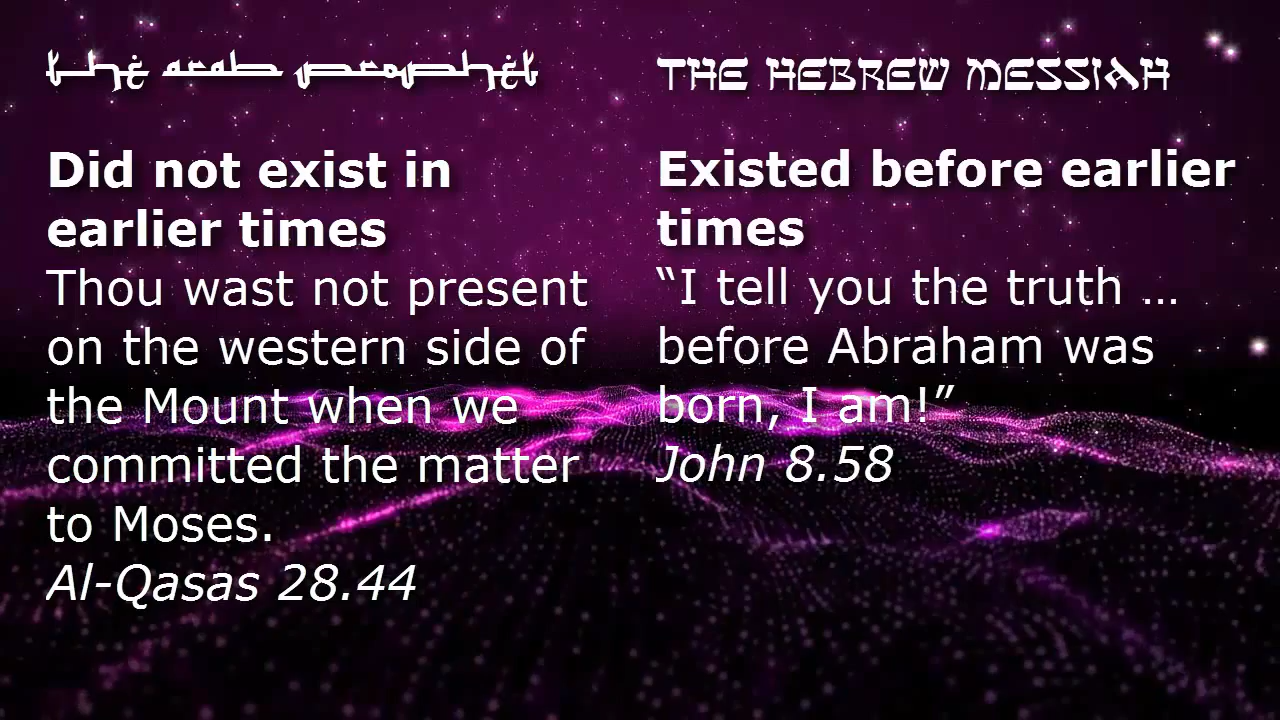 the arab prophet
Did not exist in
earlier times
Thou wast not present
on the western side of
the Mount when we
committed the matter
to Moses.
Al-Qasas 28.44
THE HEBREW MESSIAH
Existed before earlier
times
“I tell you the truth …
before Abraham was
born, I am!”
John 8.58